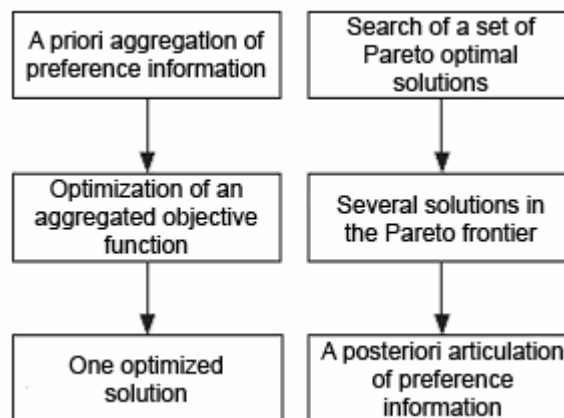 A priori aggregation of
preference information
Optimization of an
aggregated objective
function
One optimized
solution
Search of a set of
Pareto optimal
solutions
Several solutions in
the Pareto frontier
A posteriori articulation
of preference
information